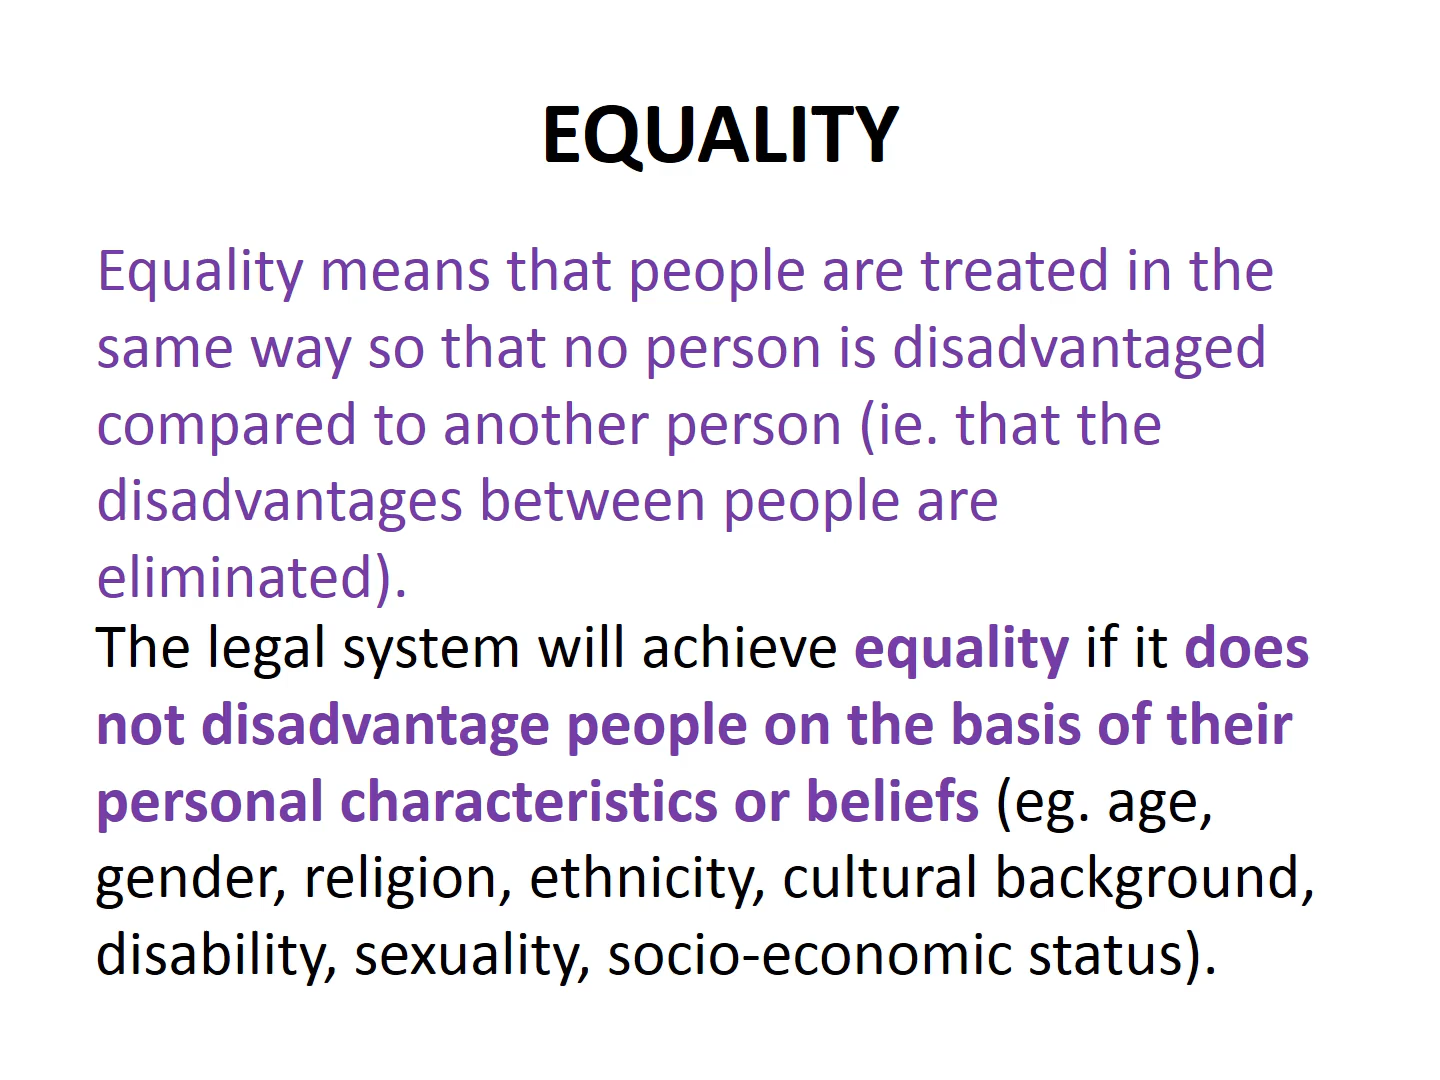 EQUALITY
Equality means that people are treated in the
same way so that no person is disadvantaged
compared to another person (ie. that the
disadvantages between people are
eliminated).
The legal system will achieve equality if it does
not disadvantage people on the basis of their
personal characteristics or beliefs (eg. age,
gender, religion, ethnicity, cultural background,
disability, sexuality, socio-economic status).